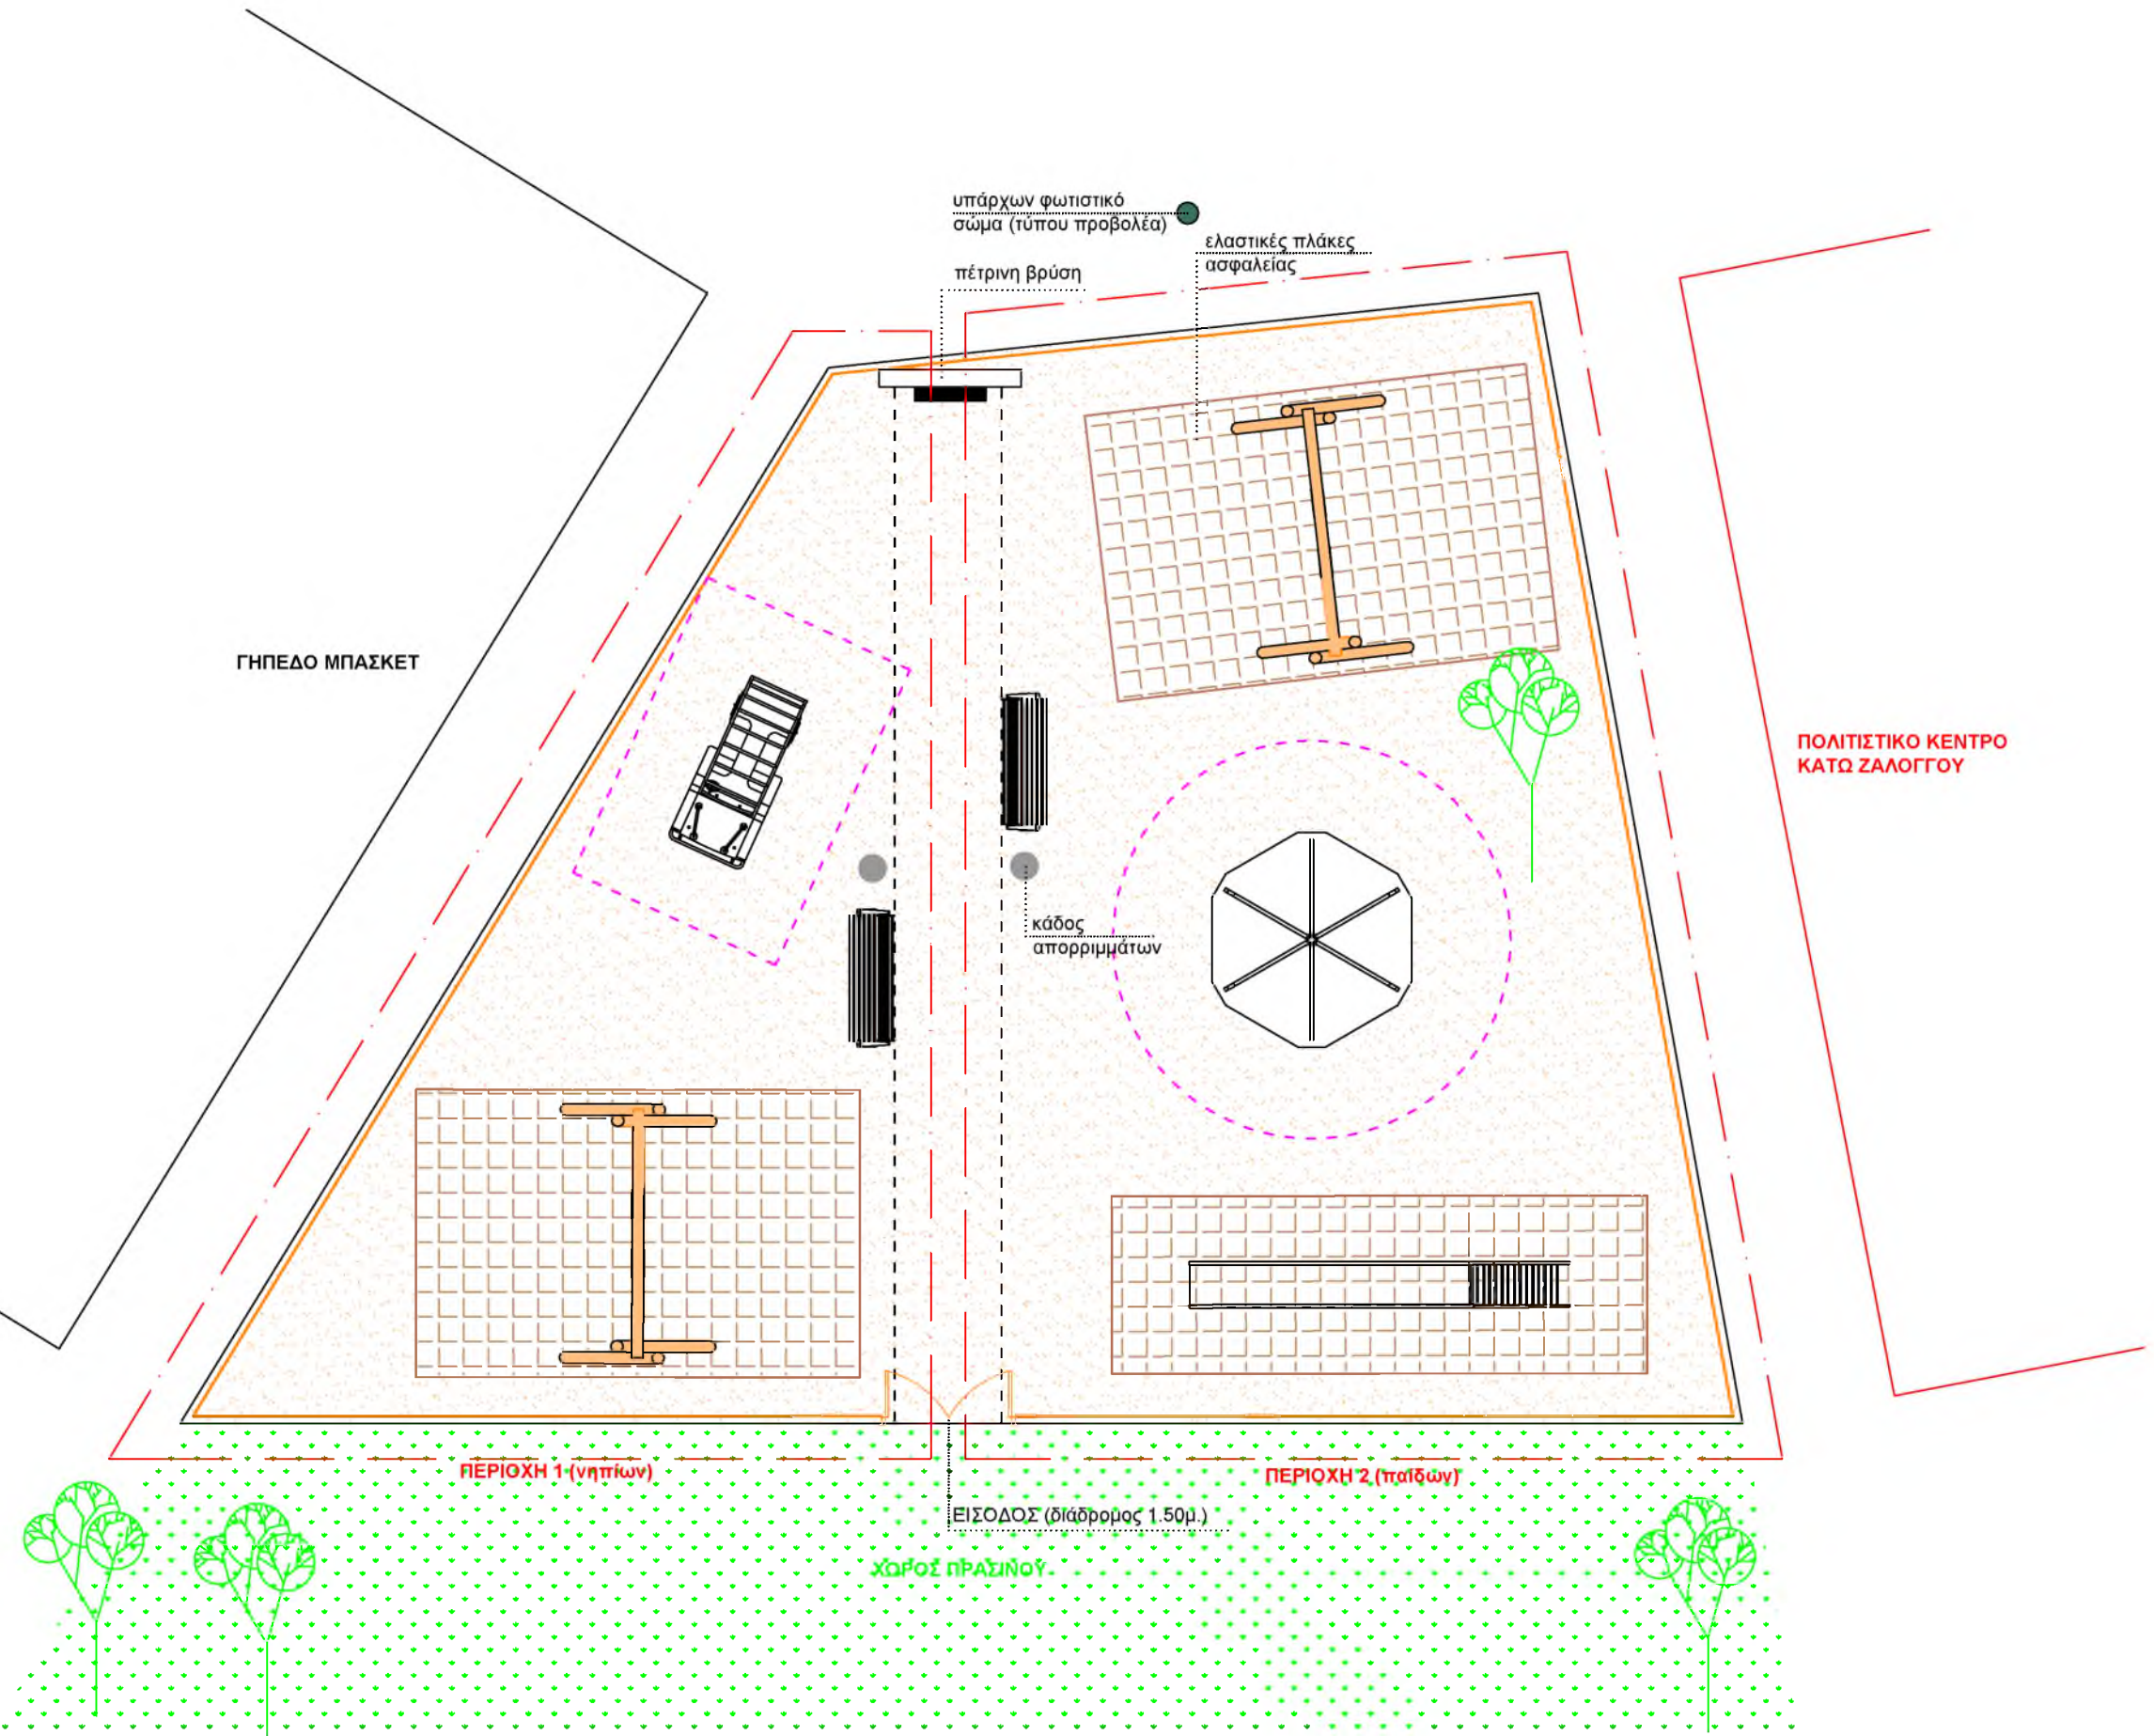 υπάρχων φωτιστικό
σώμα (τύπου προβολέα)
ελαστικές πλάκες
ασφαλείας
πέτρινη βρύση
ΓΗΠΕΔΟ ΜΠΑΣΚΕΤ
ΠΟΛΙΤΙΣΤΙΚΟ ΚΕΝΤΡΟ
ΚΑΤΩ ΖΑΛΟΓΓΟΥ
κάδος
απορριμμάτων
ΠΕΡΙΟΧΗ 1 (νηπίων)
ΠΕΡΙΟΧΗ 2 (παίδων)
ΕΙΣΟΔΟΣ (διάδρομος 1.50μ.)
ΧΩΡΟΣ ΠΡΑΣΙΝΟΥ